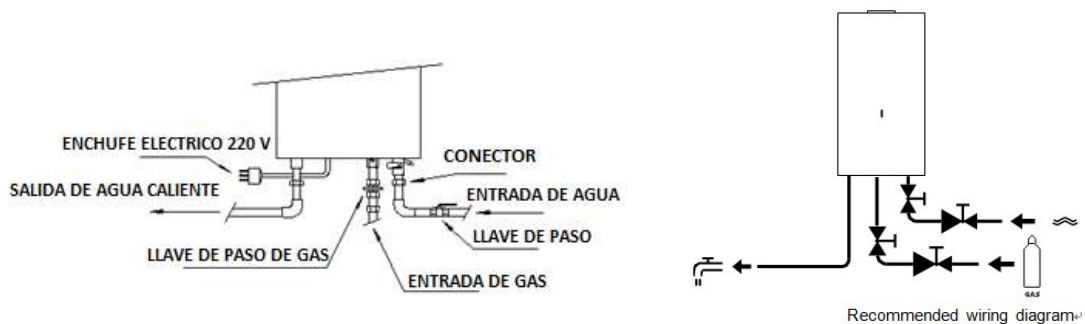 ENCHUFE ELECTRICO 220 V
CONECTOR
SALIDA DE AGUA CALIENTE
ENTRADA DE AGUA
LLAVE DE PASO
LLAVE DE PASO DE GAS
ENTRADA DE GAS
GAS
Recommended wiring diagram